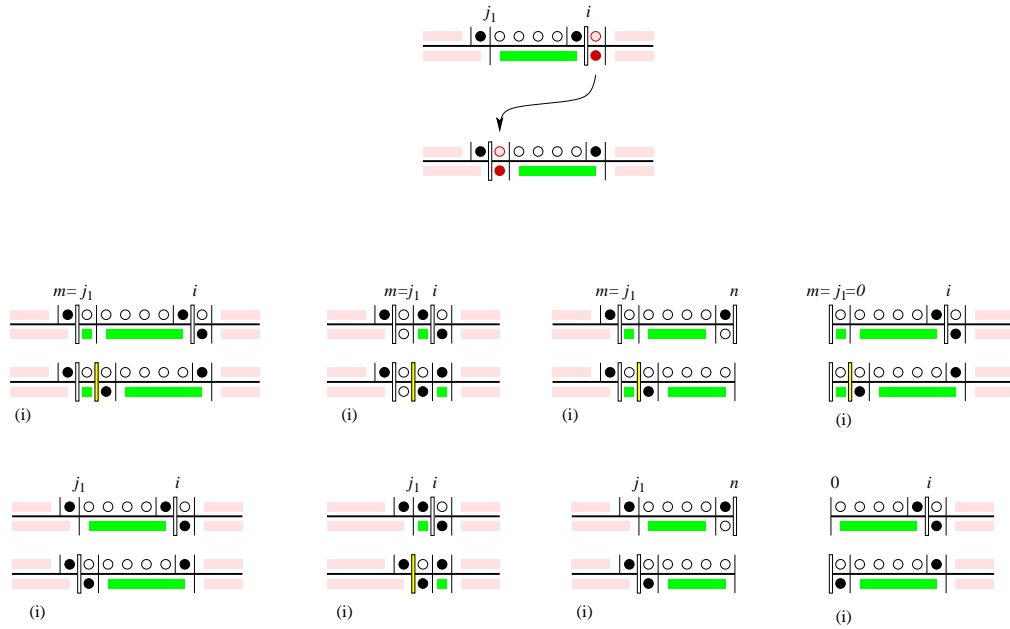 j1 i
m= j1 i m=j1 i m= j1 n m= j1=0 i
(i) (i) (i) (i)
j1 i j1 i j1 n 0 i
(i) (i) (i) (i)